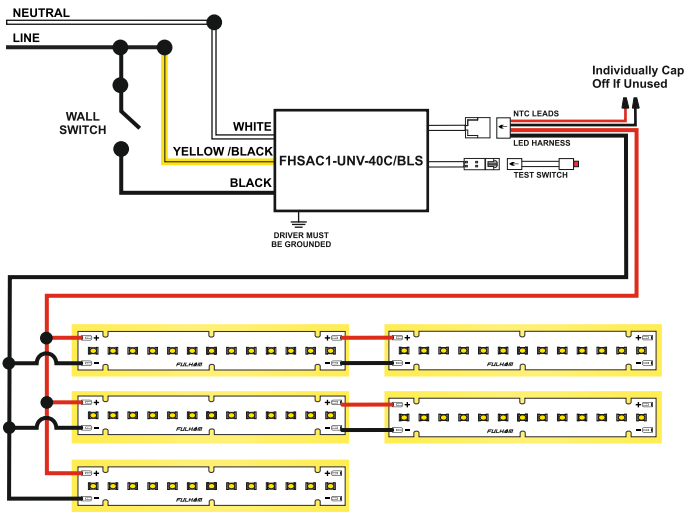 NEUTRAL
LINE
Individually Cap
Off If Unused
WALL
SWITCH
NTC LEADS
WHITE
LED HARNESS
YELLOW /BLACK
FHSAC1-UNV-40C/BLS
TEST SWITCH
BLACK
DRIVER MUST
BE GROUNDED
+ + + +
- - - -
FULHAM FULHAM
+ + + +
- - - -
FULHAM FULHAM
+ +
- -
FULHAM